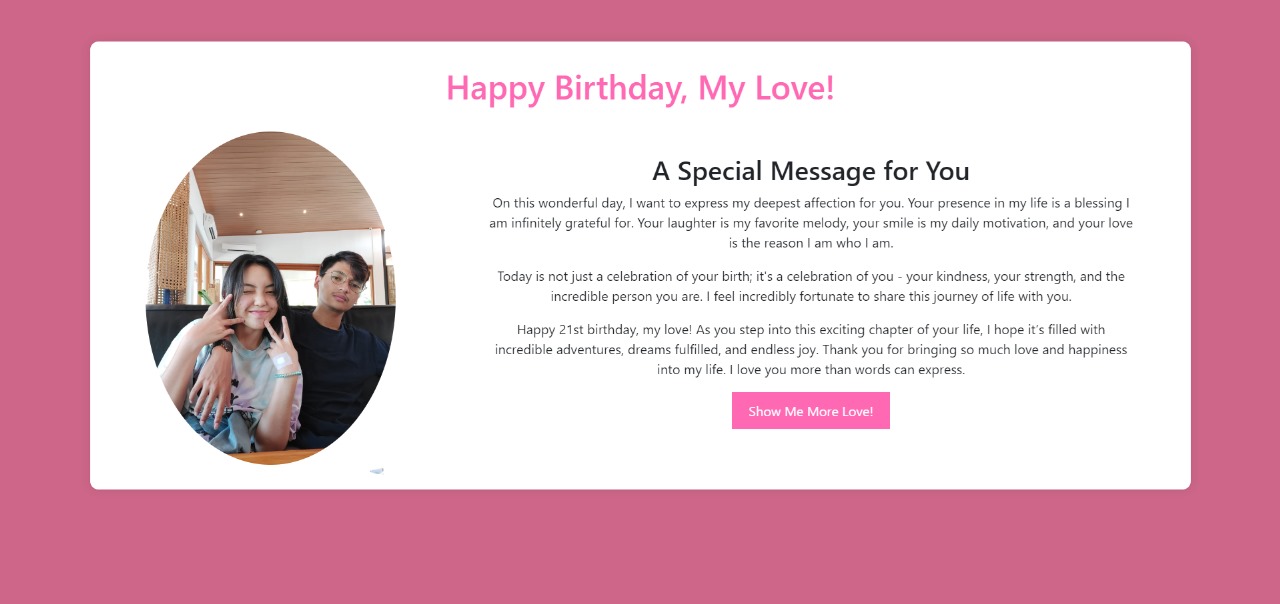 Happy Birthday, My Love!
A Special Message for You
On this wonderful day, I want to express my deepest affection for you. Your presence in my life is a blessing I
am infinitely grateful for. Your laughter is my favorite melody, your smile is my daily motivation, and your love
is the reason I am who I am.
Today is not just a celebration of your birth; it's a celebration of you - your kindness, your strength, and the
incredible person you are. I feel incredibly fortunate to share this journey of life with you.
Happy 21st birthday, my love! As you step into this exciting chapter of your life, I hope it's filled with
incredible adventures, dreams fulfilled, and endless joy. Thank you for bringing so much love and happiness
into my life. I love you more than words can express.
Show Me More Love!